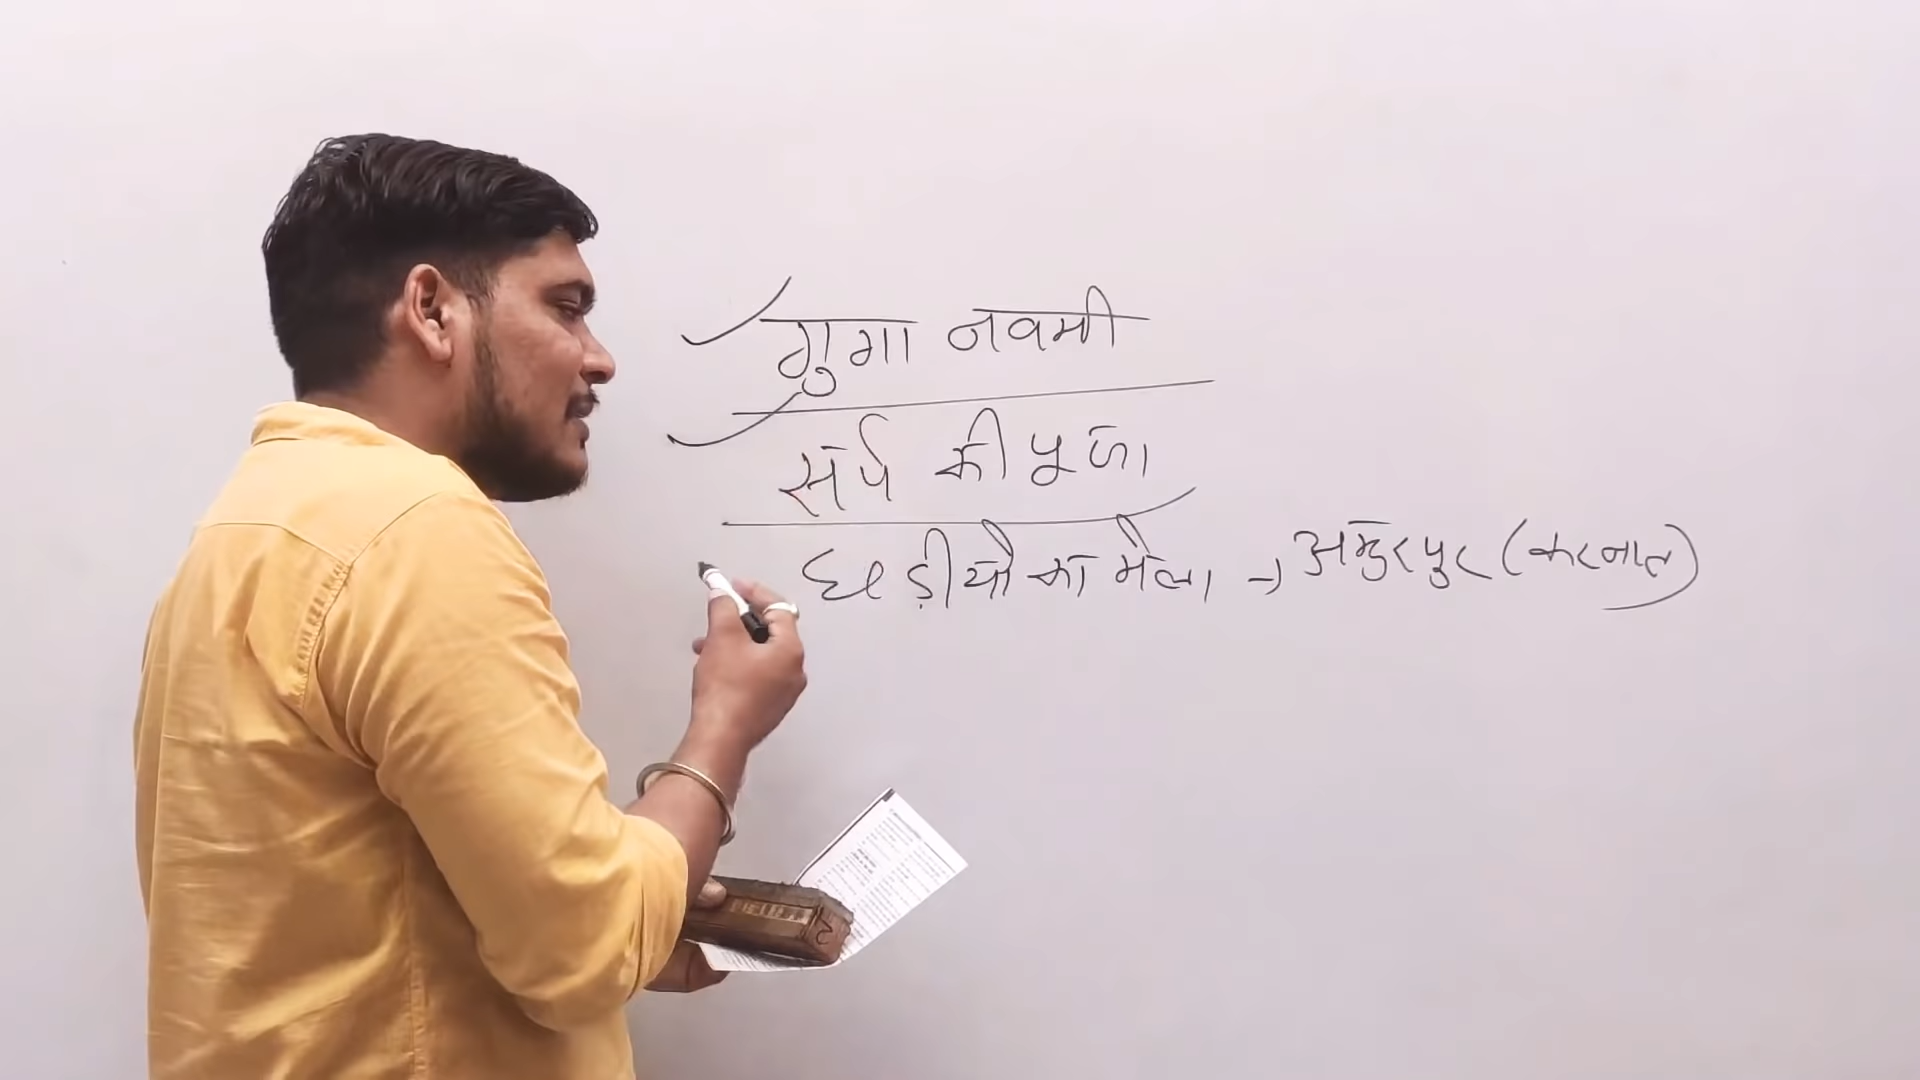 गुगा नवमी
सर्प की पूजा
छड़ीयो का मेला → अमुरपुर (करनाल)